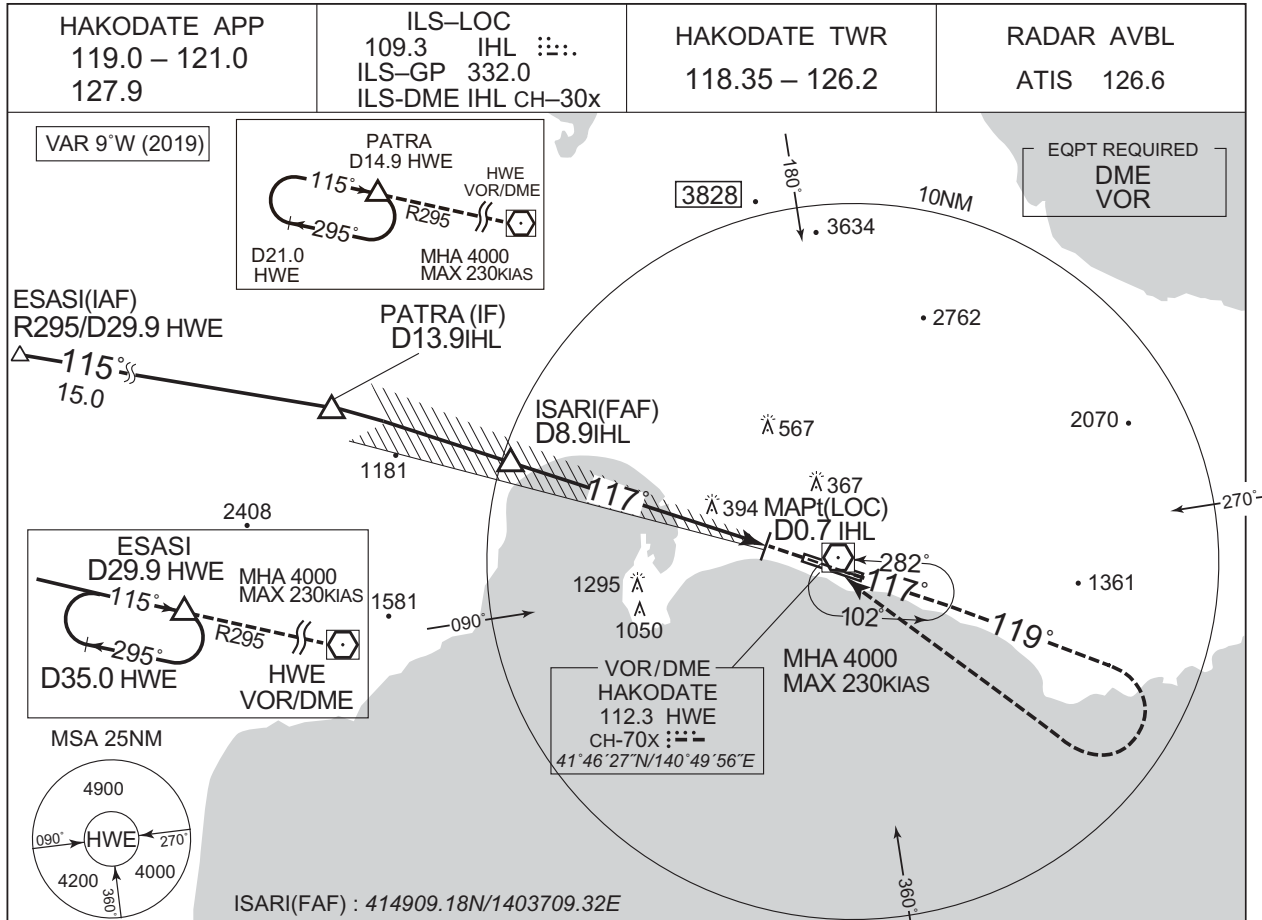 HAKODATE APP
119.0 – 121.0
127.9
ILS–LOC
109.3 IHL
ILS–GP 332.0
ILS-DME IHL CH–30x
HAKODATE TWR
118.35 – 126.2
RADAR AVBL
ATIS 126.6
VAR 9°W (2019)
PATRA
D14.9 HWE
HWE
VOR/DME
115°
R295
295°
D21.0
HWE
MHA 4000
MAX 230KIAS
EQPT REQUIRED
DME
VOR
180°
10NM
3828
3634
2762
2070
270°
1361
ESASI(IAF)
R295/D29.9 HWE
115°
15.0
PATRA (IF)
D13.9IHL
ISARI(FAF)
D8.9IHL
567
367
394
1181
117°
MAPt(LOC)
D0.7 IHL
282°
117°
102°
119°
MHA 4000
MAX 230KIAS
2408
ESASI
D29.9 HWE
MHA 4000
MAX 230KIAS
115°
R295
295°
D35.0 HWE
HWE
VOR/DME
1581
090°
1295
1050
VOR/DME
HAKODATE
112.3 HWE
CH-70X
41°46´27˝N/140°49´56˝E
MSA 25NM
4900
090°
HWE
270°
4200
4000
360°
360°
ISARI(FAF) : 414909.18N/1403709.32E